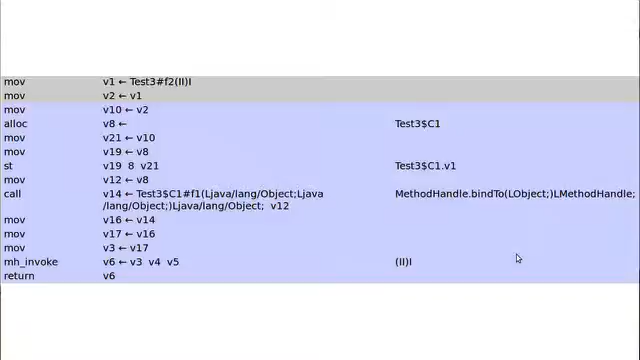 mov v1 ← Test3#f2(II)I
mov v2 ← v1
mov v10 ← v2
alloc v8 ← Test3$C1
mov v21 ← v10
mov v19 ← v8
st v19 8 v21 Test3$C1.v1
mov v12 ← v8
call v14 ← Test3$C1#f1(Ljava/lang/Object;Ljava MethodHandle.bindTo(LObject;)LMethodHandle;
/lang/Object;)Ljava/lang/Object; v12
mov v16 ← v14
mov v17 ← v16
mov v3 ← v17
mh_invoke v6 ← v3 v4 v5 (II)I
return v6